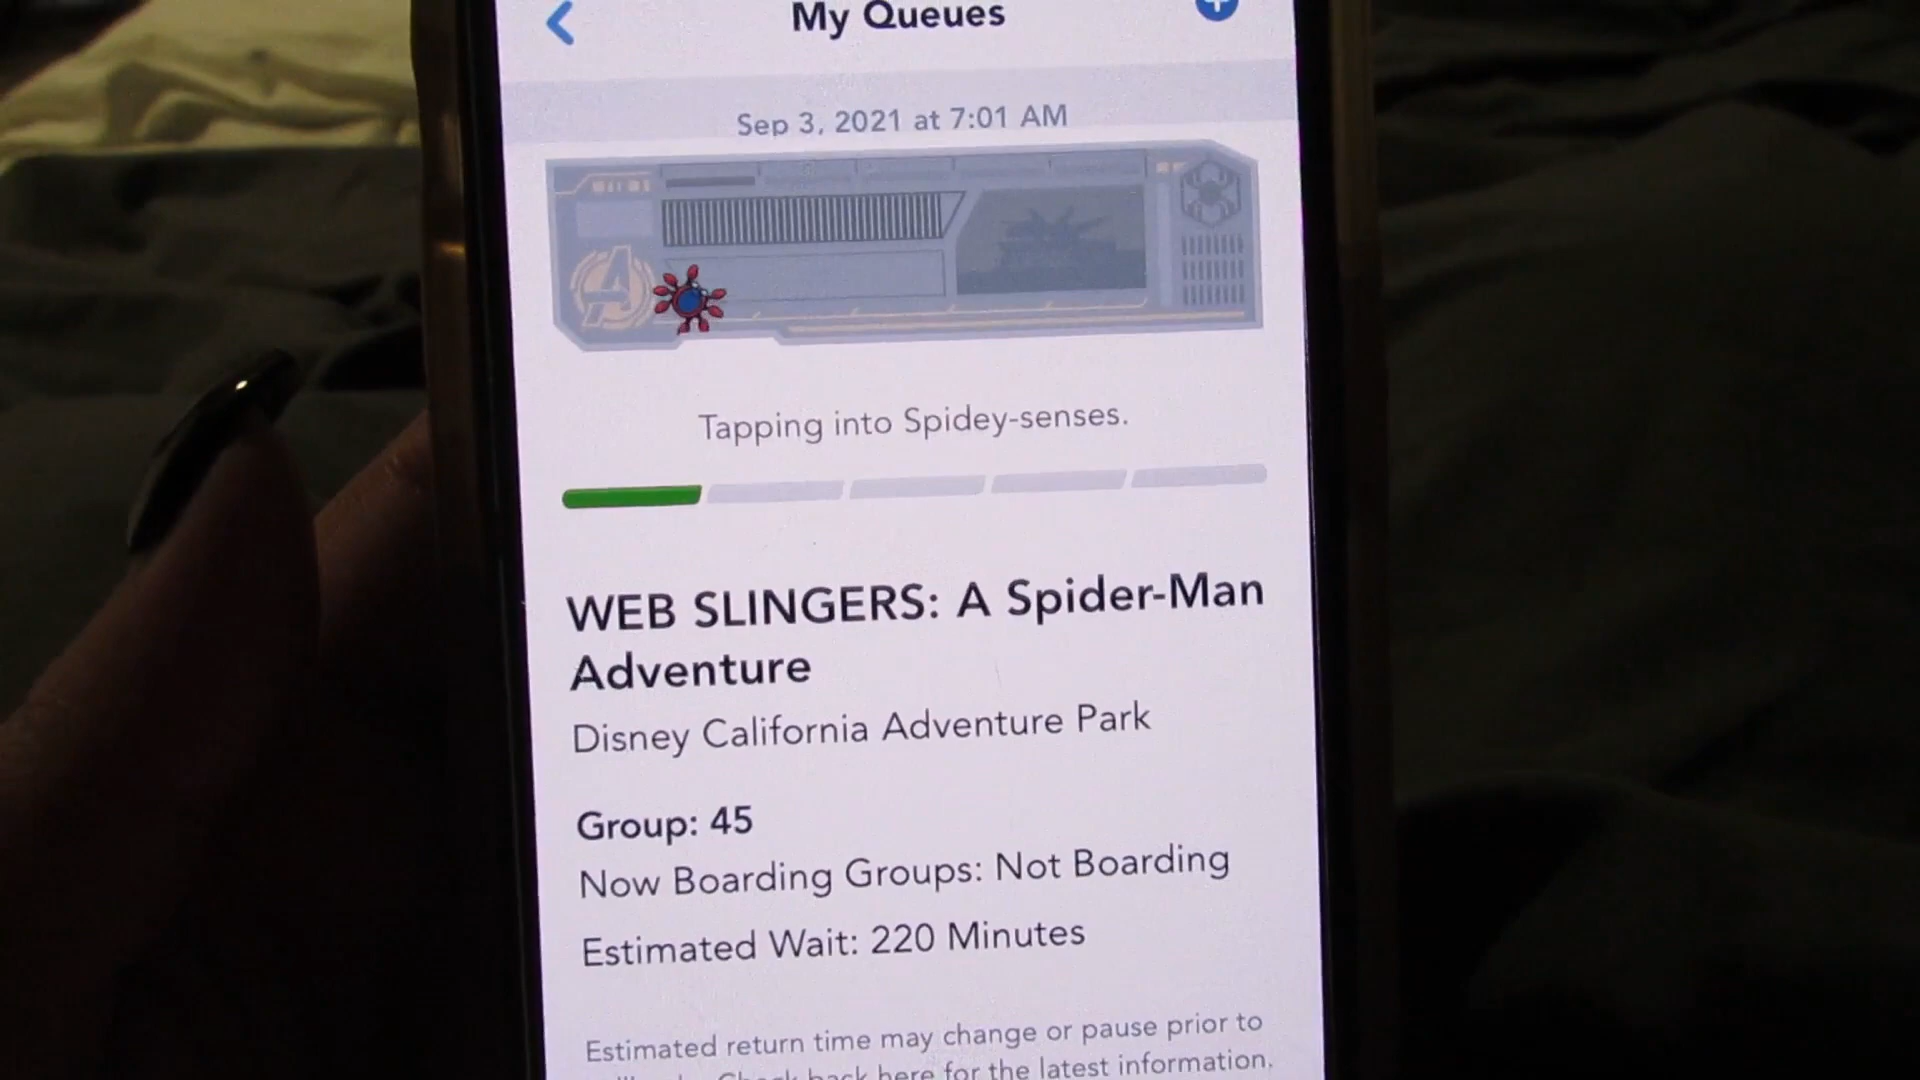 My Queues
Sep 3, 2021 at 7:01 AM
Tapping into Spidey-senses.
WEB SLINGERS: A Spider-Man
Adventure
Disney California Adventure Park
Group: 45
Now Boarding Groups: Not Boarding
Estimated Wait: 220 Minutes
Estimated return time may change or pause prior to
Check back here for the latest information.